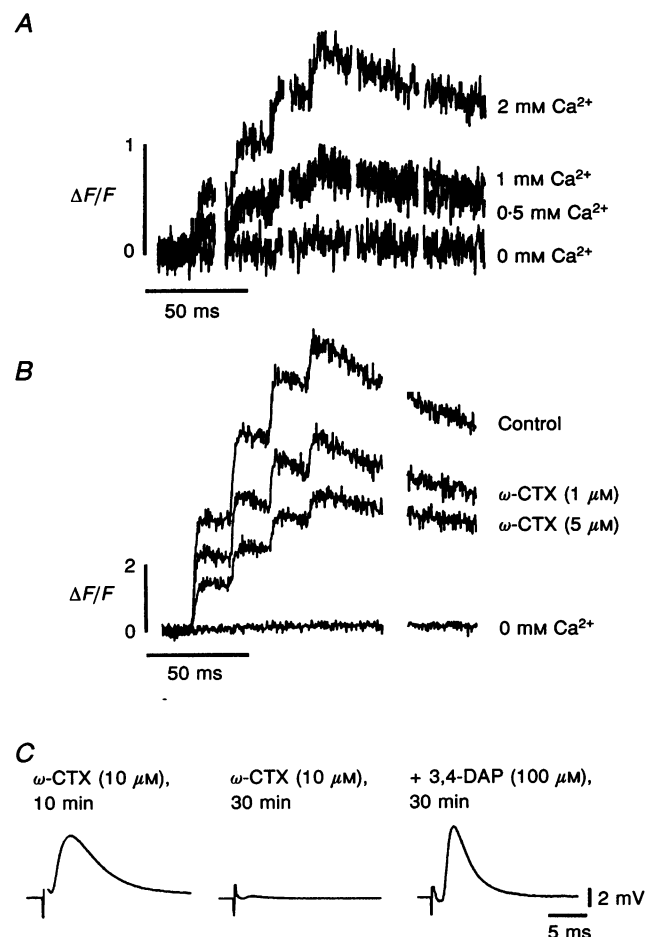 A
2 mM Ca²⁺
1
1 mM Ca²⁺
ΔF/F
0·5 mM Ca²⁺
0
0 mM Ca²⁺
50 ms
B
Control
ω-CTX (1 μM)
ω-CTX (5 μM)
2
ΔF/F
0
0 mM Ca²⁺
50 ms
C
ω-CTX (10 μM),
10 min
ω-CTX (10 μM),
30 min
+ 3,4-DAP (100 μM),
30 min
2 mV
5 ms